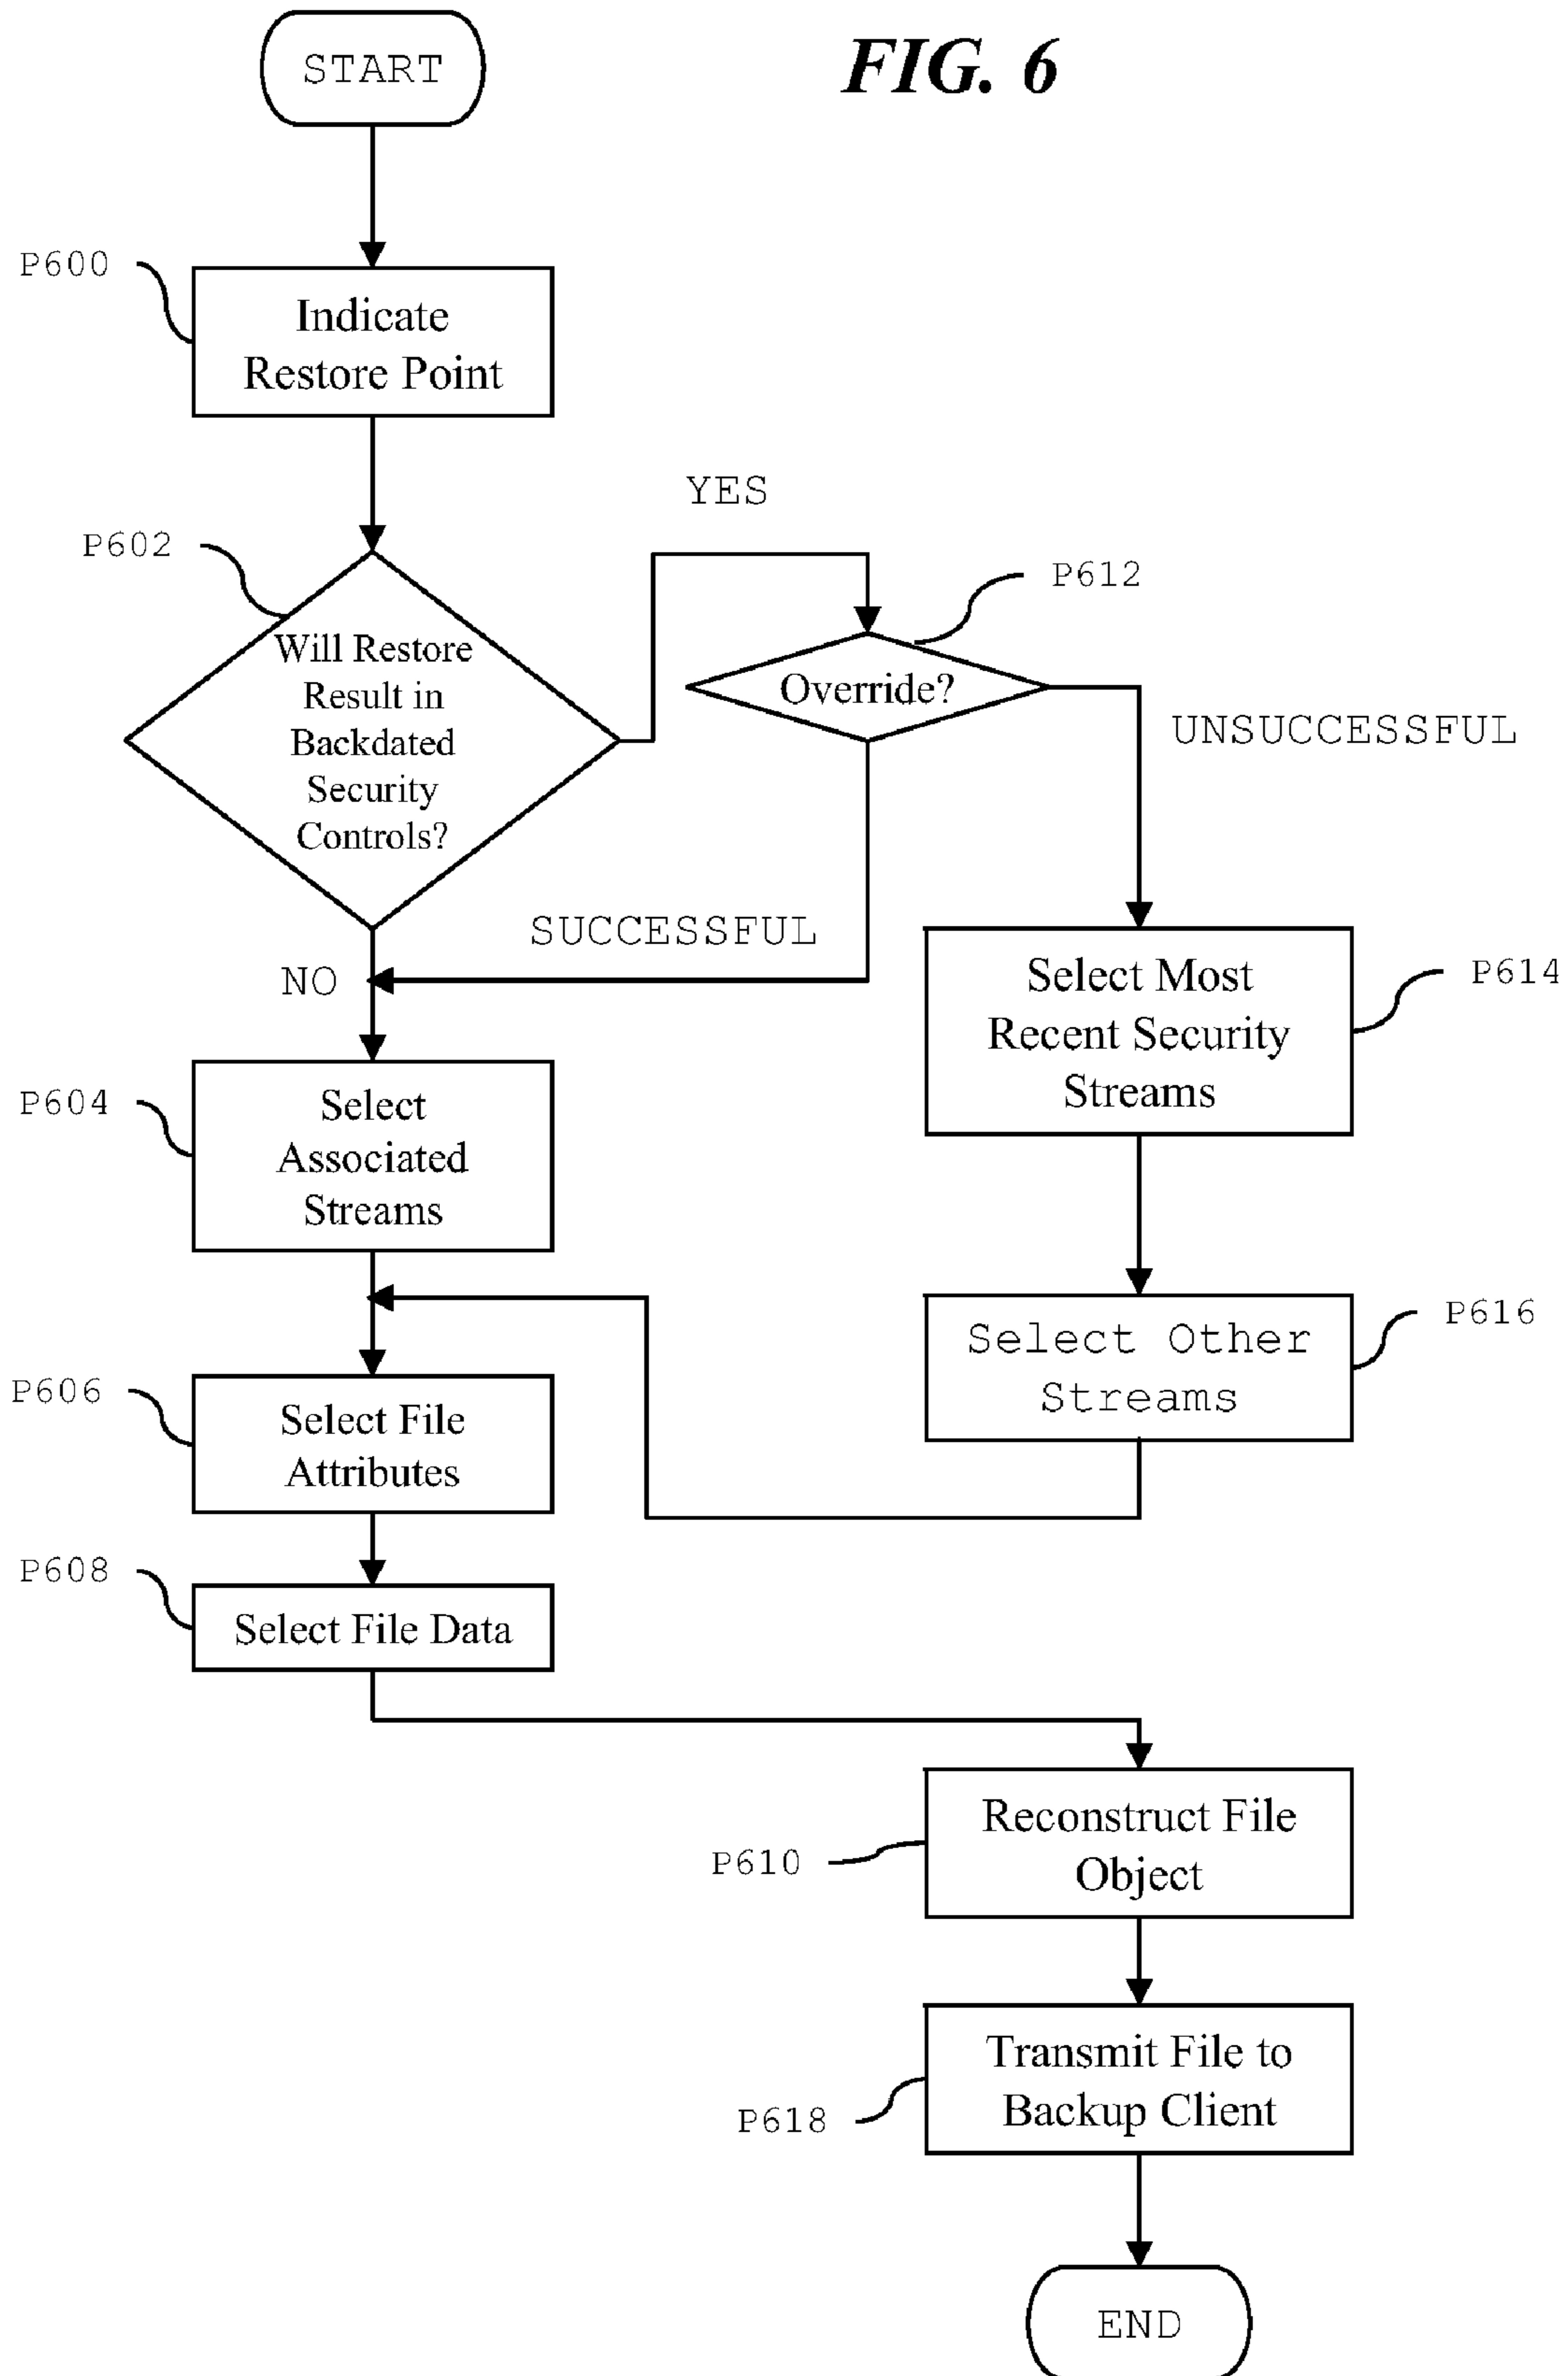 START
FIG. 6
P600
Indicate
Restore Point
YES
P602
P612
Will Restore
Result in
Backdated
Security
Controls?
Override?
UNSUCCESSFUL
SUCCESSFUL
NO
Select Most
Recent Security
Streams
P614
P604
Select
Associated
Streams
P616
Select Other
Streams
P606
Select File
Attributes
P608
Select File Data
Reconstruct File
Object
P610
Transmit File to
Backup Client
P618
END